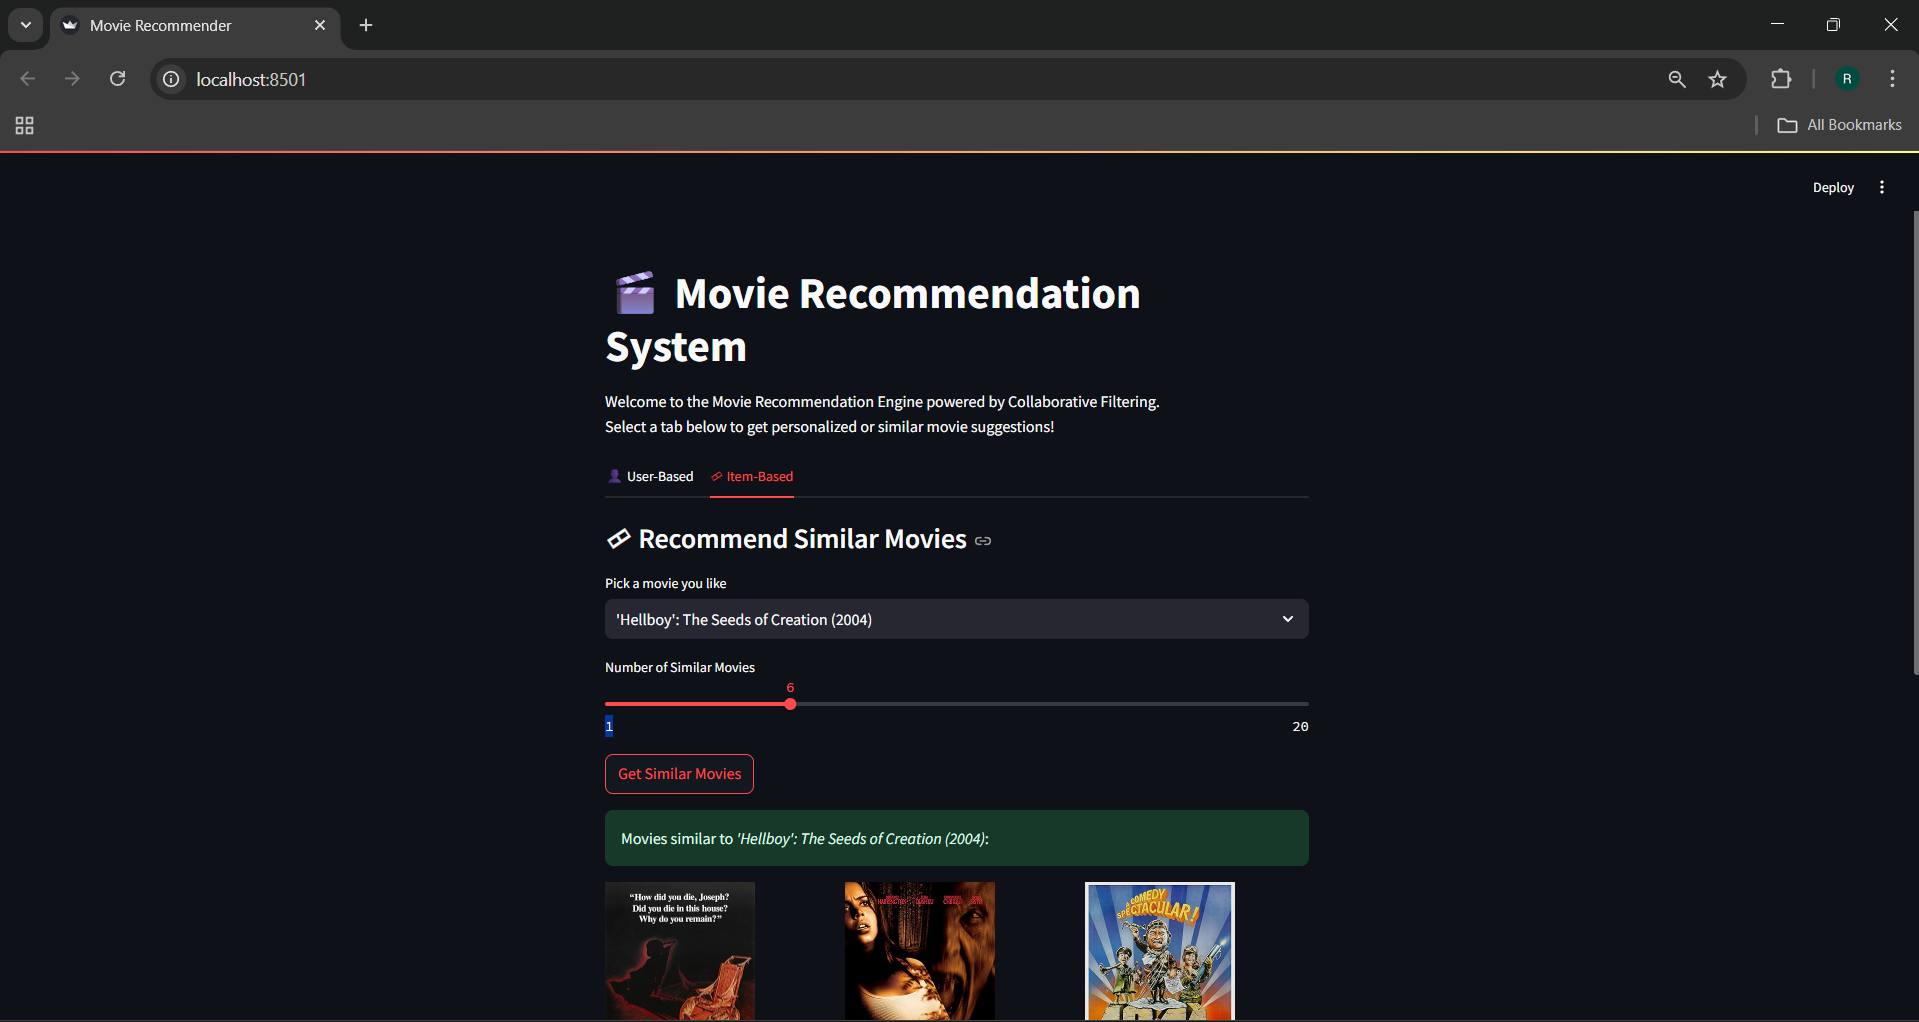 Movie Recommender
localhost:8501
R
All Bookmarks
Deploy
Movie Recommendation
System
Welcome to the Movie Recommendation Engine powered by Collaborative Filtering.
Select a tab below to get personalized or similar movie suggestions!
User-Based
Item-Based
Recommend Similar Movies
Pick a movie you like
'Hellboy': The Seeds of Creation (2004)
Number of Similar Movies
6
1
20
Get Similar Movies
Movies similar to 'Hellboy': The Seeds of Creation (2004):
“How did you die, Joseph?
Did you die in this house?
Why do you remain?”
A COMEDY
SPECTACULAR!